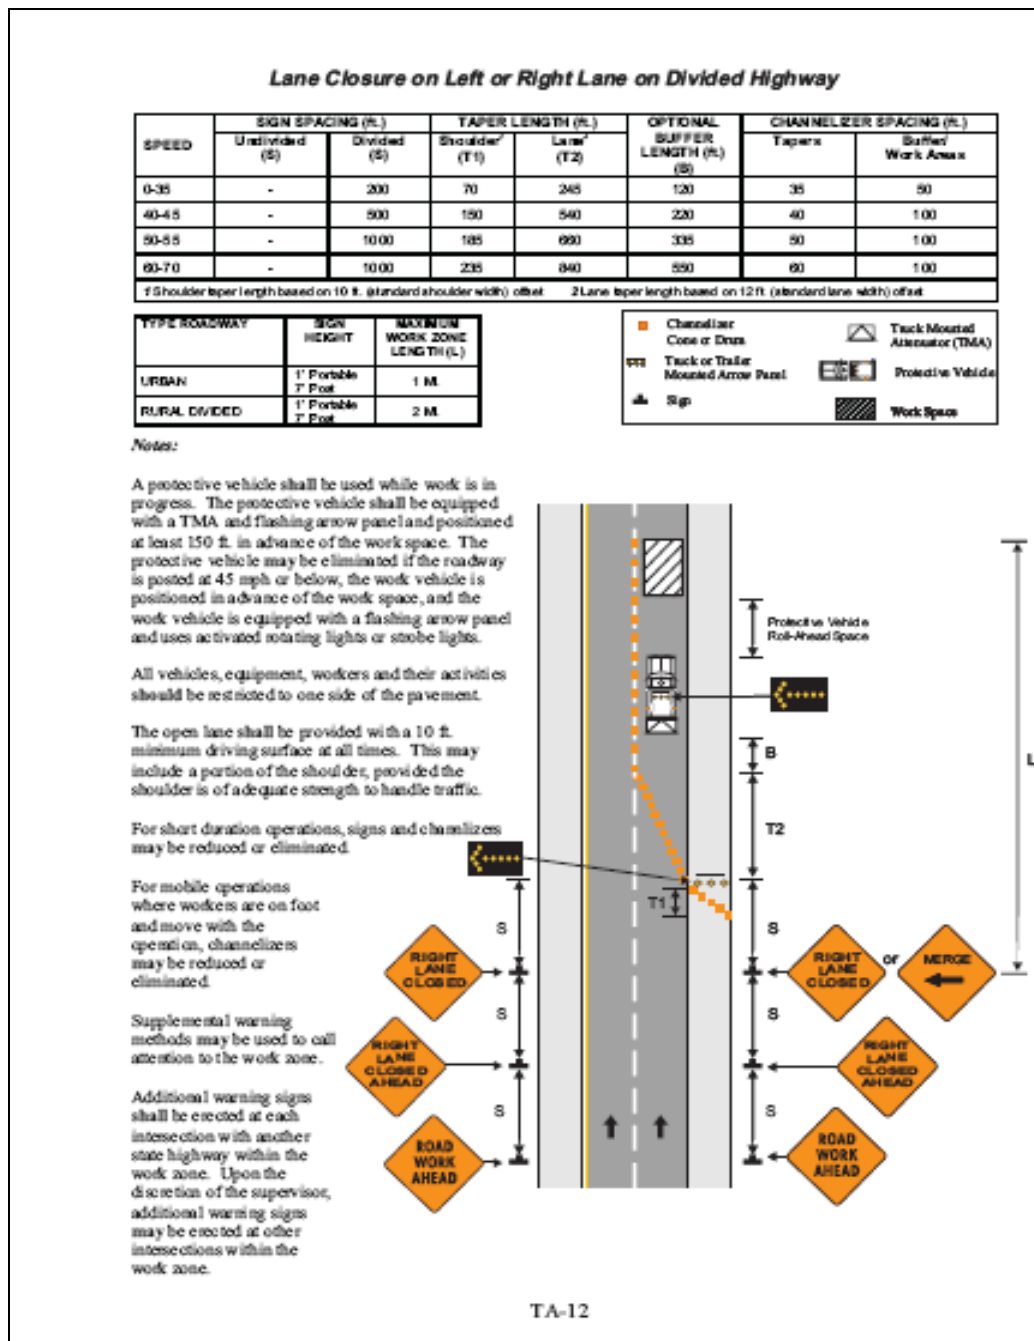 Lane Closure on Left or Right Lane on Divided Highway
SPEED SIGN SPACING (ft.) TAPER LENGTH (ft.) OPTIONAL BUFFER LENGTH (ft.) (B) CHANNELIZER SPACING (ft.)
Undivided (S) Divided (S) Shoulder1 (T1) Lane2 (T2) Tapers Buffer/ Work Areas
0-35 - 200 70 245 120 35 50
40-45 - 500 150 540 220 40 100
50-55 - 1000 185 660 335 50 100
60-70 - 1000 235 840 550 60 100
1 Shoulder taper length based on 10 ft. (standard shoulder width) offset 2 Lane taper length based on 12 ft. (standard lane width) offset
TYPE ROADWAY SIGN HEIGHT MAXIMUM WORK ZONE LENGTH (L)
URBAN 1' Portable 7' Post 1 Mi.
RURAL DIVIDED 1' Portable 7' Post 2 Mi.
Channelizer
Cone or Drum
Truck or Trailer
Mounted Arrow Panel
Sign
Truck Mounted
Attenuator (TMA)
Protective Vehicle
Work Space
Notes:
A protective vehicle shall be used while work is in
progress. The protective vehicle shall be equipped
with a TMA and flashing arrow panel and positioned
at least 150 ft. in advance of the work space. The
protective vehicle may be eliminated if the roadway
is posted at 45 mph or below, the work vehicle is
positioned in advance of the work space, and the
work vehicle is equipped with a flashing arrow panel
and uses activated rotating lights or strobe lights.
All vehicles, equipment, workers and their activities
should be restricted to one side of the pavement.
The open lane shall be provided with a 10 ft.
minimum driving surface at all times. This may
include a portion of the shoulder, provided the
shoulder is of adequate strength to handle traffic.
For short duration operations, signs and channlizers
may be reduced or eliminated.
For mobile operations
where workers are on foot
and move with the
operation, channelizers
may be reduced or
eliminated.
Supplemental warning
methods may be used to call
attention to the work zone.
Additional warning signs
shall be erected at each
intersection with another
state highway within the
work zone. Upon the
discretion of the supervisor,
additional warning signs
may be erected at other
intersections within the
work zone.
Protective Vehicle
Roll-Ahead Space
L
B
T2
T1
S
S
RIGHT
LANE
CLOSED
RIGHT
LANE
CLOSED
or
MERGE
S
S
RIGHT
LANE
CLOSED
AHEAD
RIGHT
LANE
CLOSED
AHEAD
S
S
ROAD
WORK
AHEAD
ROAD
WORK
AHEAD
TA-12